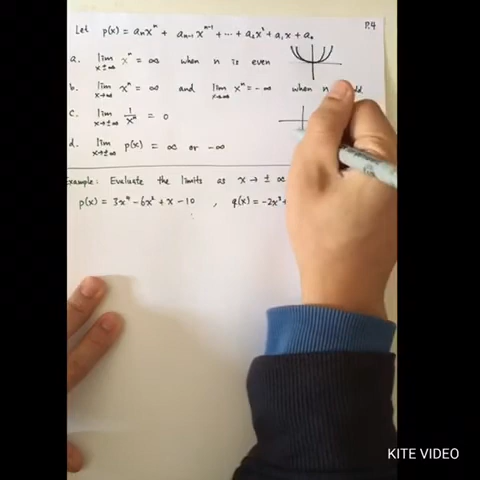 Let p(x) = aₙxⁿ + aₙ₋₁xⁿ⁻¹ + ⋯ + a₂x² + a₁x + a₀ P.4
a. lim x→±∞ xⁿ = ∞ when n is even
b. lim x→∞ xⁿ = ∞ and lim x→-∞ xⁿ = -∞ when n
c. lim x→±∞ 1/xⁿ = 0
d. lim x→±∞ p(x) = ∞ or -∞
Example: Evaluate the limits as x → ± ∞
p(x) = 3x⁴ - 6x² + x - 10 , q(x) = -2x³
KITE VIDEO